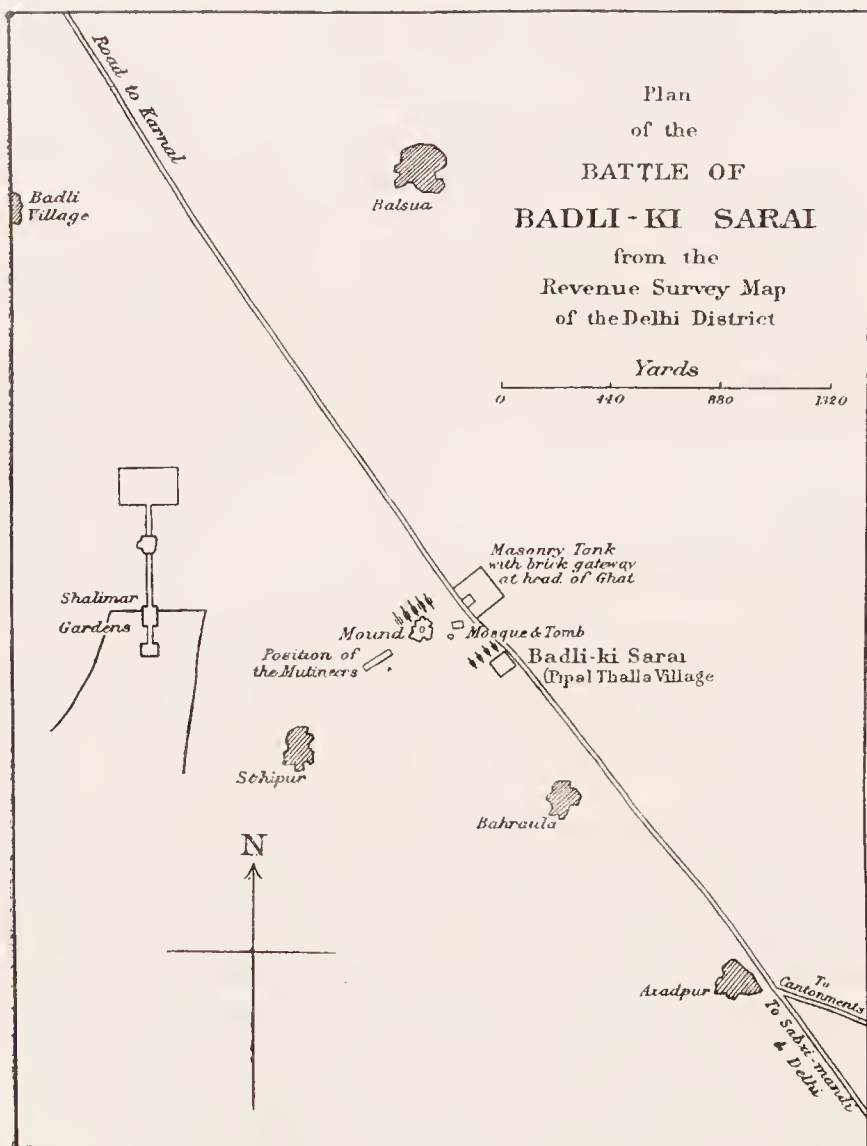 Plan
of the
BATTLE OF
BADLI-KI SARAI
from the
Revenue Survey Map
of the Delhi District
Yards
0 440 880 1320
Road to Karnal
Badli
Village
Balsua
Masonry Tank
with brick gateway
at head of Ghat
Shalimar
Gardens
Mound
Mosque & Tomb
Position of
the Mutineers
Badli-ki Sarai
(Pipal Thalla Village
Sahipur
Bahraula
N
Azadpur
To
Cantonments
To Sabzi-mandi
& Delhi